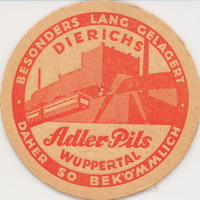 BESONDERS LANG GELAGERT
DIERICHS
Adler-Pils
WUPPERTAL
DAHER SO BEKÖMMLICH